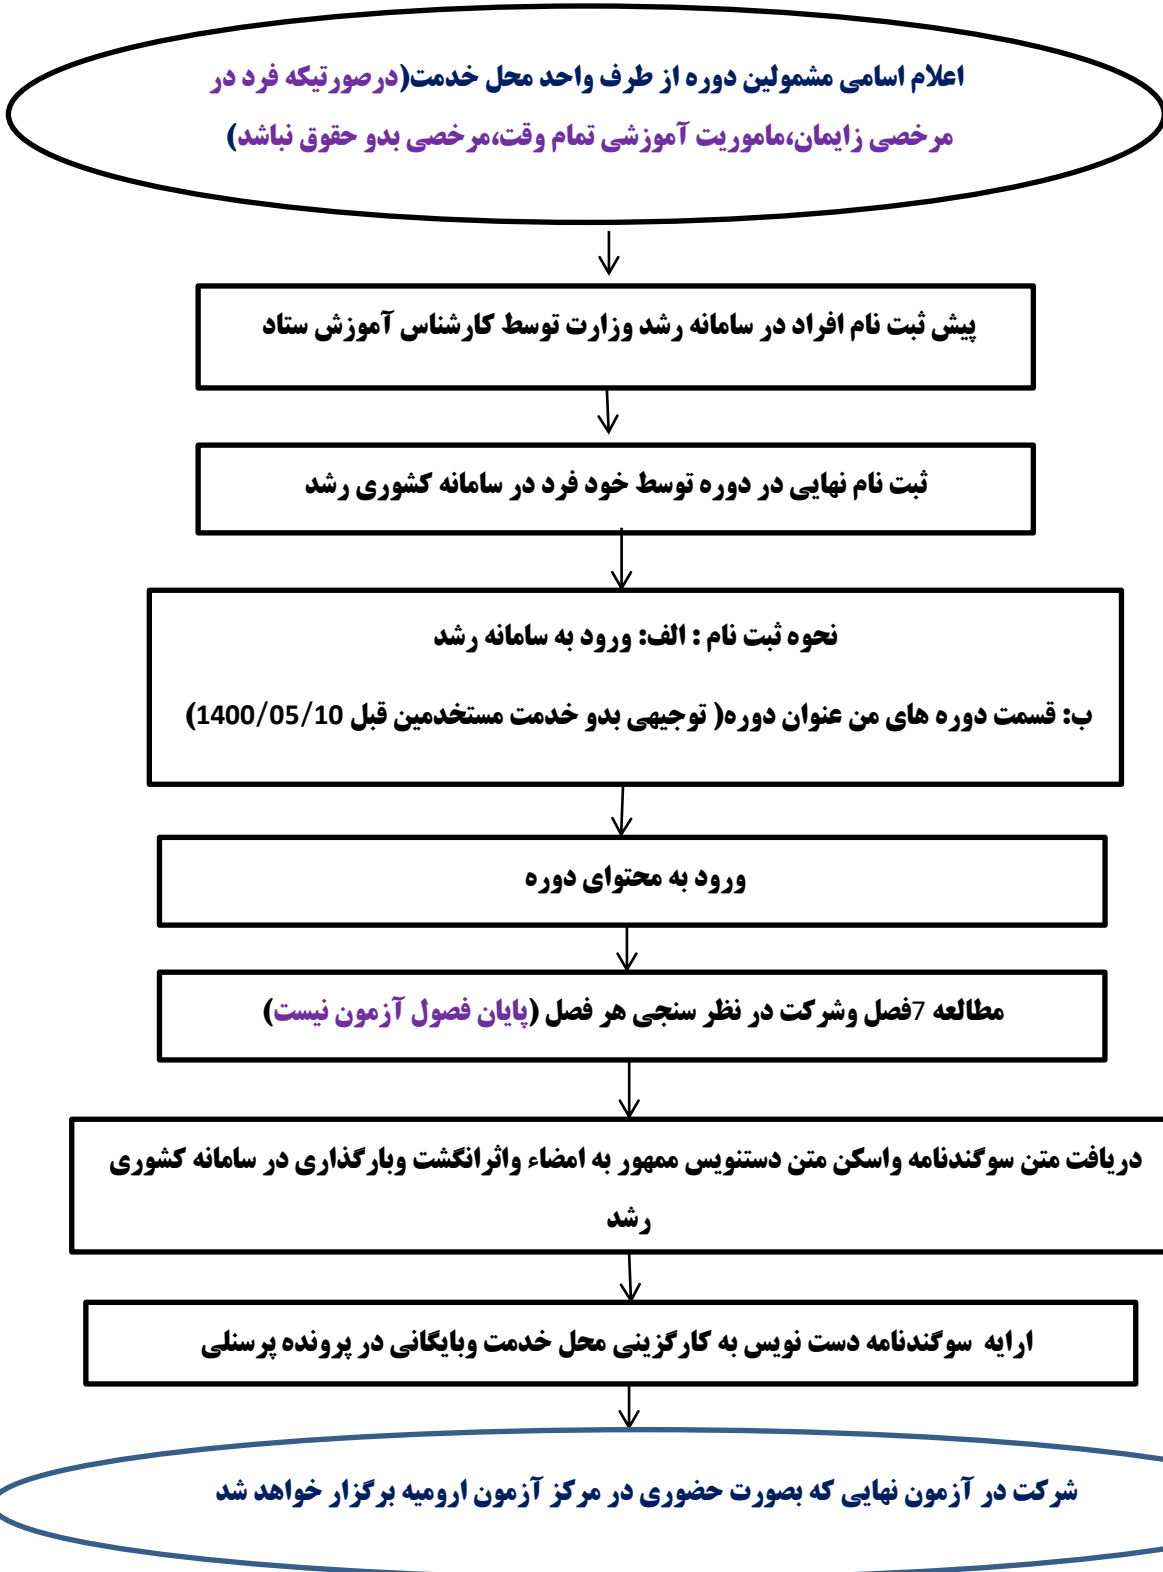 اعلام اسامی مشمولین دوره از طرف واحد محل خدمت(درصورتیکه فرد در
مرخصی زایمان،ماموریت آموزشی تمام وقت،مرخصی بدو حقوق نباشد)
پیش ثبت نام افراد در سامانه رشد وزارت توسط کارشناس آموزش ستاد
ثبت نام نهایی در دوره توسط خود فرد در سامانه کشوری رشد
نحوه ثبت نام : الف: ورود به سامانه رشد
ب: قسمت دوره های من عنوان دوره( توجیهی بدو خدمت مستخدمین قبل 1400/05/10)
ورود به محتوای دوره
مطالعه 7فصل وشرکت در نظر سنجی هر فصل (پایان فصول آزمون نیست)
دریافت متن سوگندنامه واسکن متن دستنویس ممهور به امضاء واثرانگشت وبارگذاری در سامانه کشوری
رشد
ارایه سوگندنامه دست نویس به کارگزینی محل خدمت وبایگانی در پرونده پرسنلی
شرکت در آزمون نهایی که بصورت حضوری در مرکز آزمون ارومیه برگزار خواهد شد